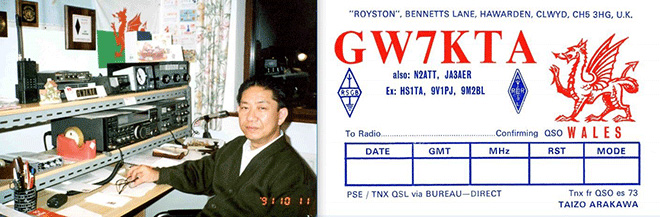 '91 10 11
"ROYSTON", BENNETTS LANE, HAWARDEN, CLWYD, CH5 3HG, U.K.
GW7KTA
also: N2ATT, JA3AER
Ex: HS1TA, 9V1PJ, 9M2BL
RSGB
To Radio..........................................Confirming QSO WALES
DATE GMT MHz RST MODE
PSE / TNX QSL via BUREAU—DIRECT
Tnx fr QSO es 73
TAIZO ARAKAWA